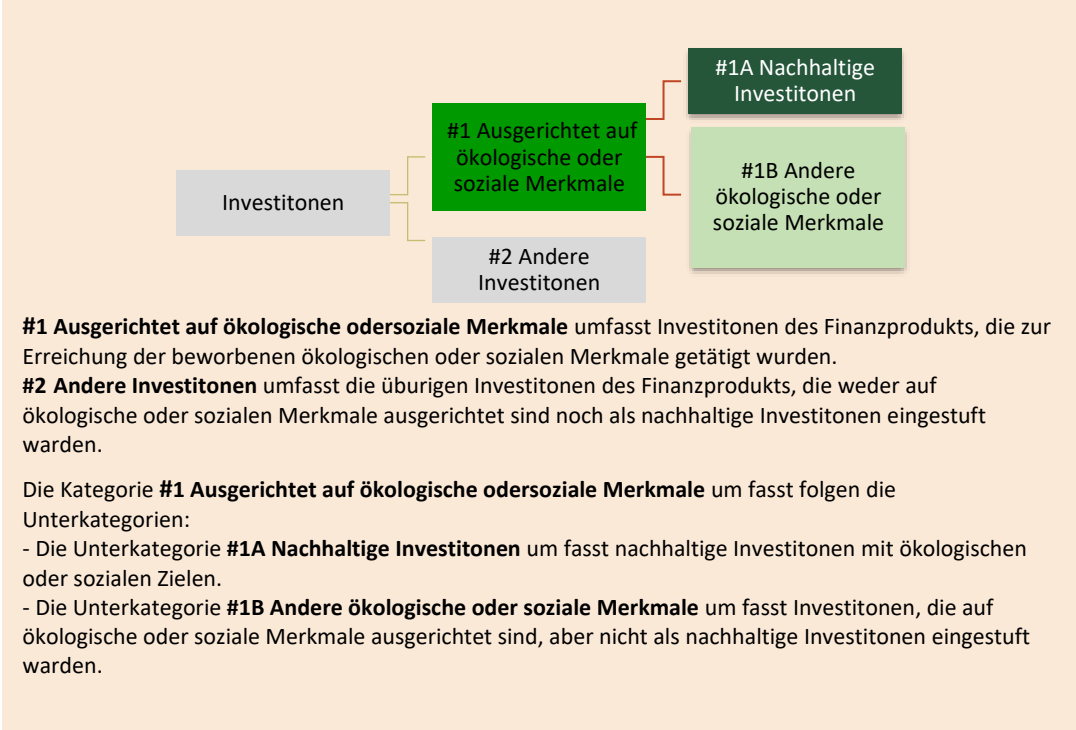 #1A Nachhaltige
Investitonen
#1 Ausgerichtet auf
ökologische oder
soziale Merkmale
#1B Andere
ökologische oder
soziale Merkmale
Investitonen
#2 Andere
Investitonen
#1 Ausgerichtet auf ökologische odersoziale Merkmale umfasst Investitonen des Finanzprodukts, die zur
Erreichung der beworbenen ökologischen oder sozialen Merkmale getätigt wurden.
#2 Andere Investitonen umfasst die überigen Investitonen des Finanzprodukts, die weder auf
ökologische oder sozialen Merkmale ausgerichtet sind noch als nachhaltige Investitonen eingestuft
warden.
Die Kategorie #1 Ausgerichtet auf ökologische odersoziale Merkmale um fasst folgen die
Unterkategorien:
- Die Unterkategorie #1A Nachhaltige Investitonen um fasst nachhaltige Investitonen mit ökologischen
oder sozialen Zielen.
- Die Unterkategorie #1B Andere ökologische oder soziale Merkmale um fasst Investitonen, die auf
ökologische oder soziale Merkmale ausgerichtet sind, aber nicht als nachhaltige Investitonen eingestuft
warden.